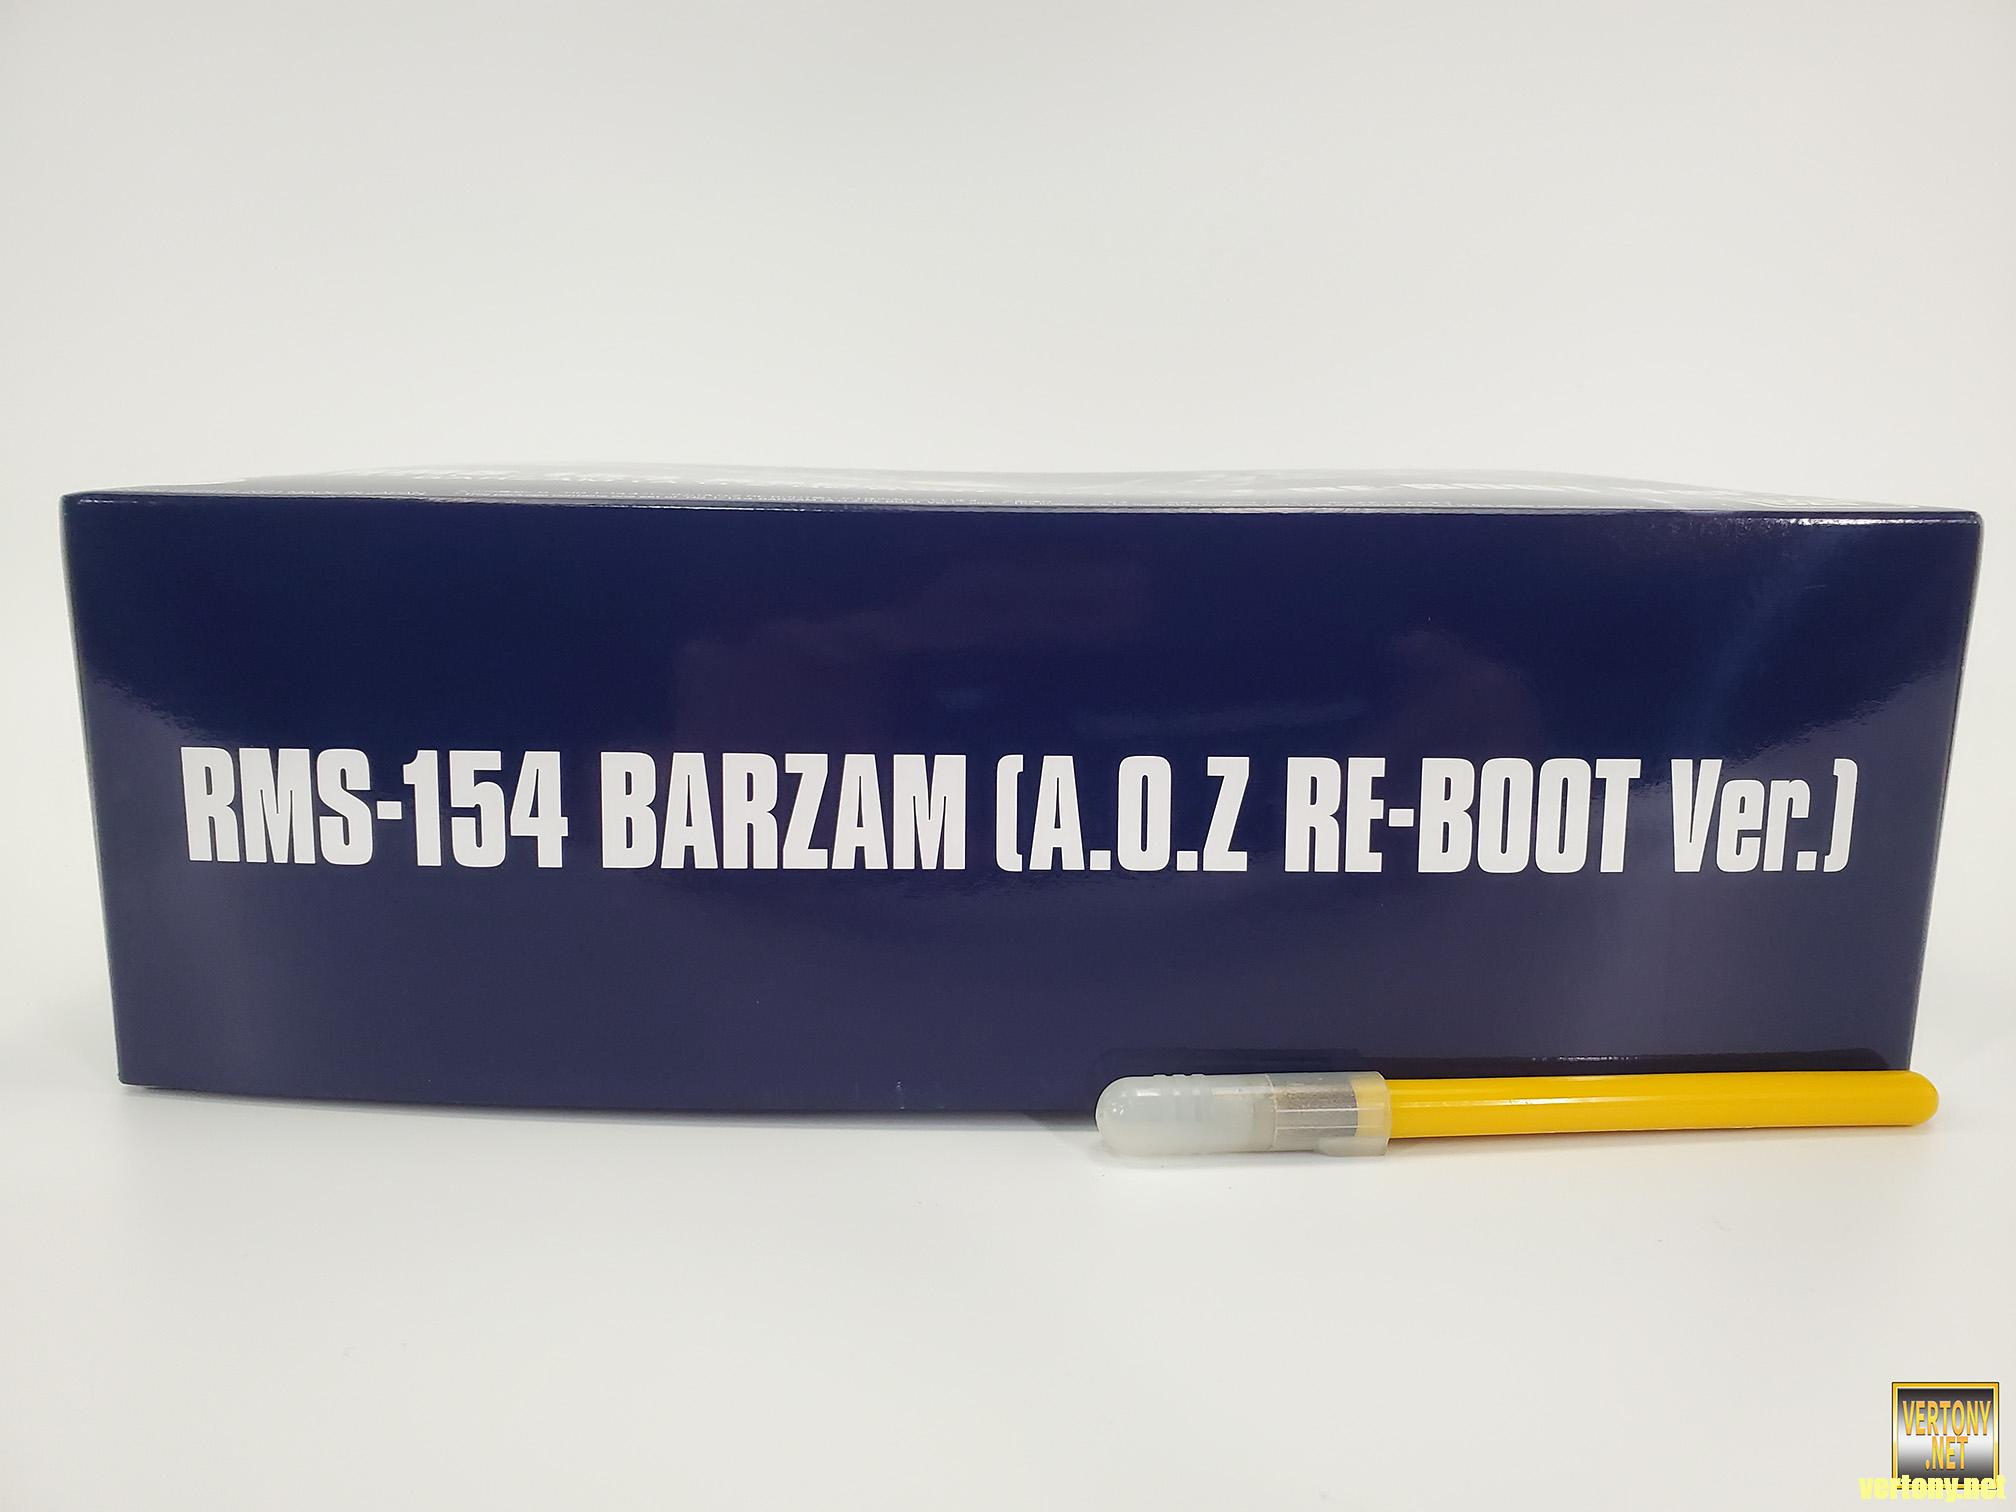 RMS-154 BARZAM (A.O.Z RE-BOOT Ver.)
VERTONY
.NET
vertony.net